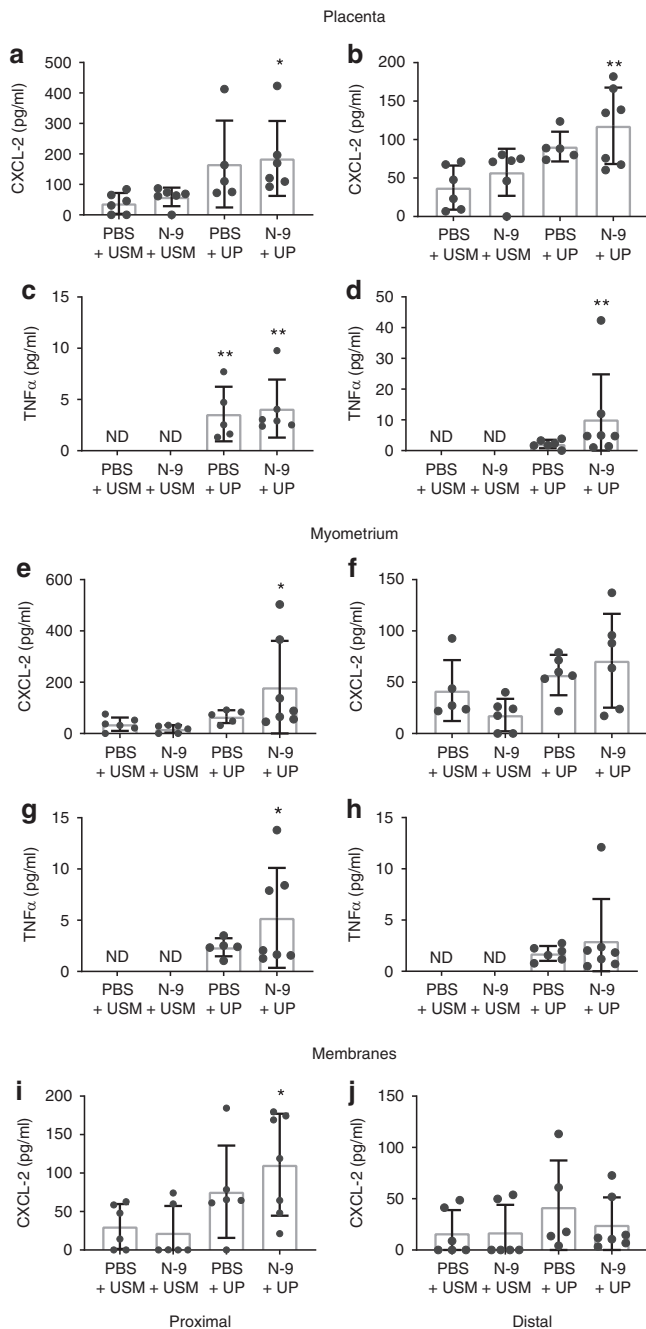 Placenta
a
CXCL-2 (pg/ml)
500
400
300
200
100
0
*
PBS + USM
N-9 + USM
PBS + UP
N-9 + UP
b
CXCL-2 (pg/ml)
200
150
100
50
0
**
PBS + USM
N-9 + USM
PBS + UP
N-9 + UP
c
TNFα (pg/ml)
15
10
5
0
ND
ND
**
**
PBS + USM
N-9 + USM
PBS + UP
N-9 + UP
d
TNFα (pg/ml)
50
40
30
20
10
0
ND
ND
**
PBS + USM
N-9 + USM
PBS + UP
N-9 + UP
Myometrium
e
CXCL-2 (pg/ml)
600
400
200
0
*
PBS + USM
N-9 + USM
PBS + UP
N-9 + UP
f
CXCL-2 (pg/ml)
150
100
50
0
PBS + USM
N-9 + USM
PBS + UP
N-9 + UP
g
TNFα (pg/ml)
15
10
5
0
ND
ND
*
PBS + USM
N-9 + USM
PBS + UP
N-9 + UP
h
TNFα (pg/ml)
15
10
5
0
ND
ND
PBS + USM
N-9 + USM
PBS + UP
N-9 + UP
Membranes
i
CXCL-2 (pg/ml)
200
150
100
50
0
*
PBS + USM
N-9 + USM
PBS + UP
N-9 + UP
Proximal
j
CXCL-2 (pg/ml)
150
100
50
0
PBS + USM
N-9 + USM
PBS + UP
N-9 + UP
Distal